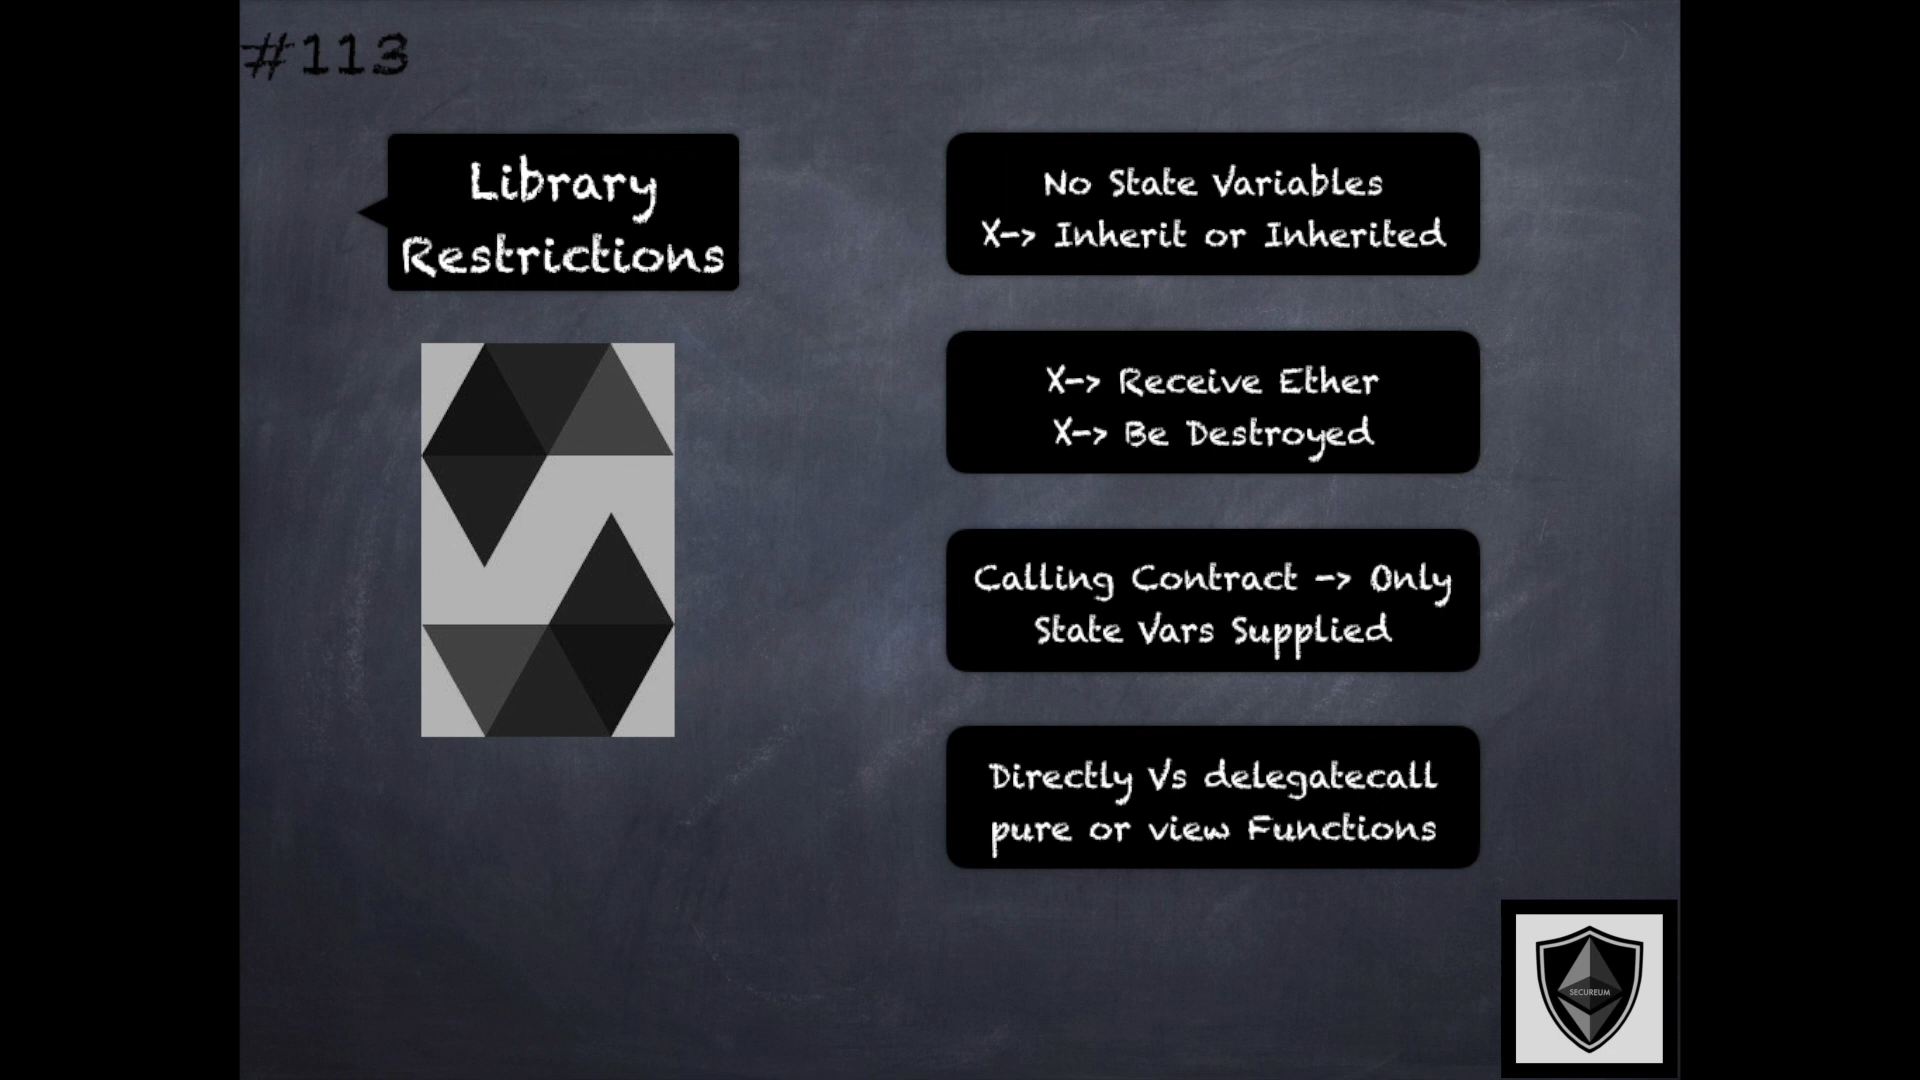 #113
Library
Restrictions
No State Variables
X-> Inherit or Inherited
X-> Receive Ether
X-> Be Destroyed
Calling Contract -> Only
State Vars Supplied
Directly Vs delegatecall
pure or view Functions
SECUREUM